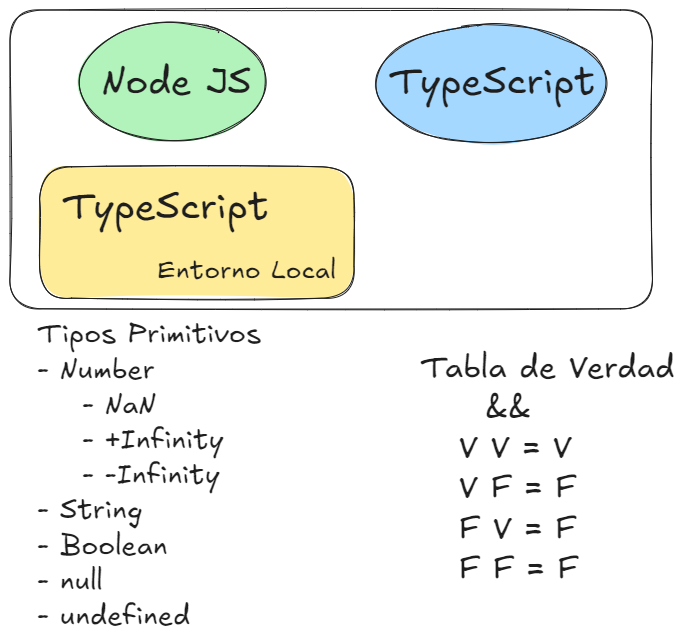 Node JS
TypeScript
TypeScript
Entorno Local
Tipos Primitivos
- Number
- NaN
- +Infinity
- -Infinity
- String
- Boolean
- null
- undefined
Tabla de Verdad
&&
V V = V
V F = F
F V = F
F F = F